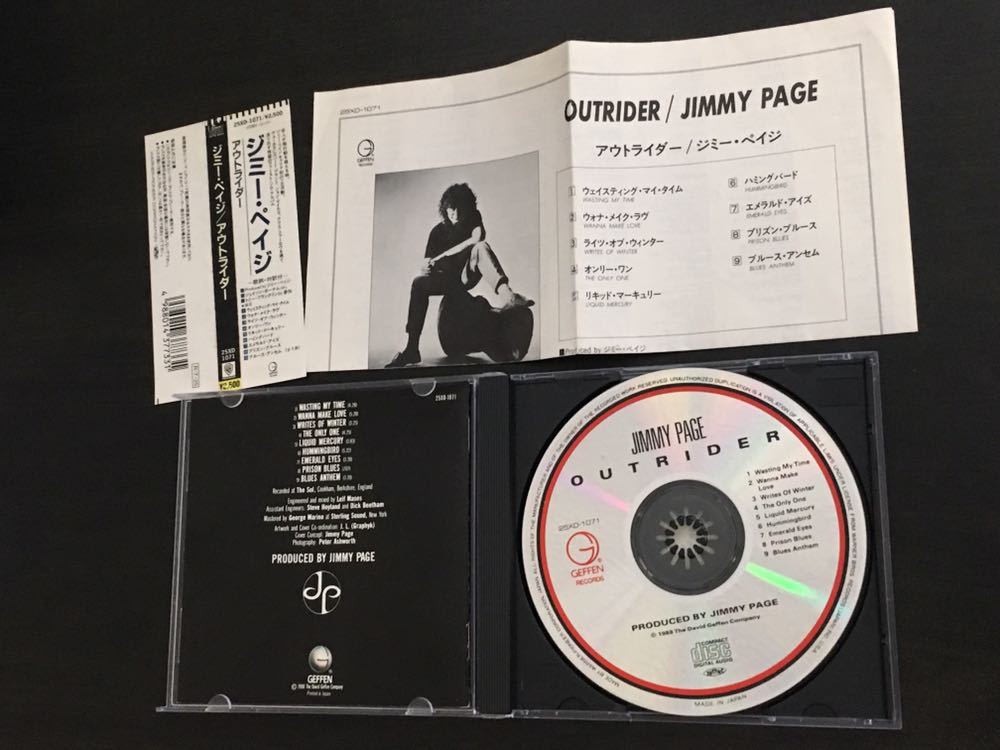 25XD-1071
OUTRIDER / JIMMY PAGE
アウトライダー / ジミー・ペイジ
GEFFEN
RECORDS
1 ウェイスティング・マイ・タイム
WASTING MY TIME
2 ウォナ・メイク・ラヴ
WANNA MAKE LOVE
3 ライツ・オブ・ウィンター
WRITES OF WINTER
4 オンリー・ワン
THE ONLY ONE
5 リキッド・マーキュリー
LIQUID MERCURY
6 ハミングバード
HUMMINGBIRD
7 エメラルド・アイズ
EMERALD EYES
8 プリズン・ブルース
PRISON BLUES
9 ブルース・アンセム
BLUES ANTHEM
Produced by ジミー・ペイジ
25XD-1071/¥2,500
ジミー・ペイジ
アウトライダー
ジミー・ペイジ/アウトライダー
25XD
1071
¥2,500
25XD-1071
1) WASTING MY TIME
2) WANNA MAKE LOVE
3) WRITES OF WINTER
4) THE ONLY ONE
5) LIQUID MERCURY
6) HUMMINGBIRD
7) EMERALD EYES
8) PRISON BLUES
9) BLUES ANTHEM
Recorded at The Sol, Cookham, Berkshire, England
Engineered and mixed by Leif Mases
Assistant Engineers: Steve Hoyland and Dick Beetham
Mastered by George Marino at Sterling Sound, New York
Artwork and Cover Co-ordination: J. L. (Graphyk)
Cover Concept: Jimmy Page
Photography: Peter Ashworth
PRODUCED BY JIMMY PAGE
GEFFEN
© 1988 The David Geffen Company
Printed in Japan
JIMMY PAGE
OUTRIDER
1 Wasting My Time
2 Wanna Make
Love
3 Writes Of Winter
4 The Only One
5 Liquid Mercury
6 Hummingbird
7 Emerald Eyes
8 Prison Blues
9 Blues Anthem
25XD-1071
GEFFEN
RECORDS
PRODUCED BY JIMMY PAGE
© 1988 The David Geffen Company
COMPACT
disc
DIGITAL AUDIO
MADE IN JAPAN